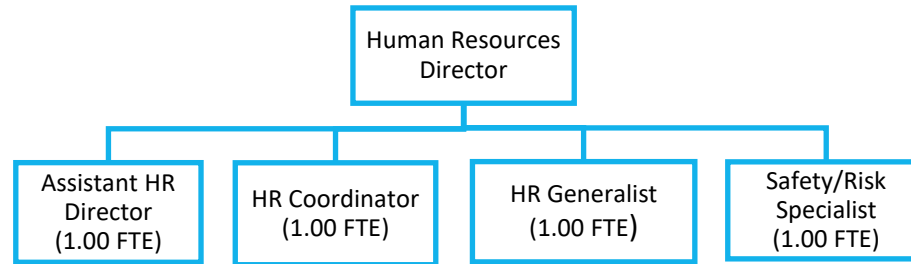 Human Resources
Director
Assistant HR
Director
(1.00 FTE)
HR Coordinator
(1.00 FTE)
HR Generalist
(1.00 FTE)
Safety/Risk
Specialist
(1.00 FTE)